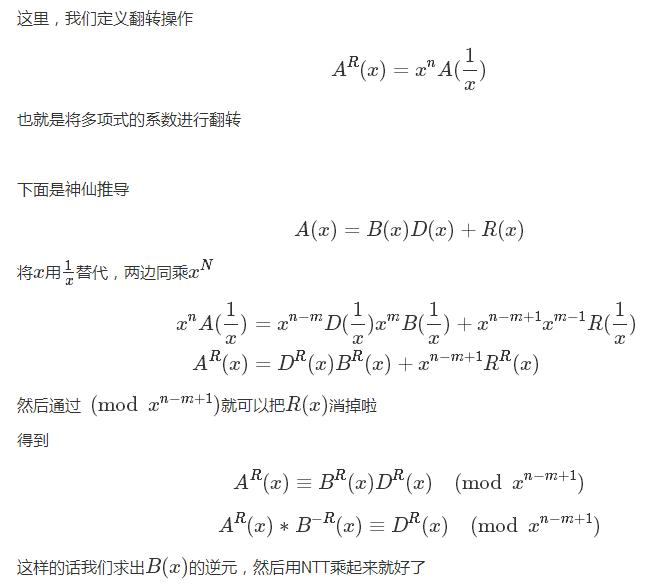 这里，我们定义翻转操作
$$A^R(x) = x^n A(\frac{1}{x})$$
也就是将多项式的系数进行翻转
下面是神仙推导
$$A(x) = B(x)D(x) + R(x)$$
将$x$用$\frac{1}{x}$替代，两边同乘$x^N$
$$x^n A(\frac{1}{x}) = x^{n-m} D(\frac{1}{x}) x^m B(\frac{1}{x}) + x^{n-m+1} x^{m-1} R(\frac{1}{x})$$
$$A^R(x) = D^R(x) B^R(x) + x^{n-m+1} R^R(x)$$
然后通过 $\pmod{x^{n-m+1}}$就可以把$R(x)$消掉啦
得到
$$A^R(x) \equiv B^R(x) D^R(x) \pmod{x^{n-m+1}}$$
$$A^R(x) * B^{-R}(x) \equiv D^R(x) \pmod{x^{n-m+1}}$$
这样的话我们求出$B(x)$的逆元，然后用NTT乘起来就好了